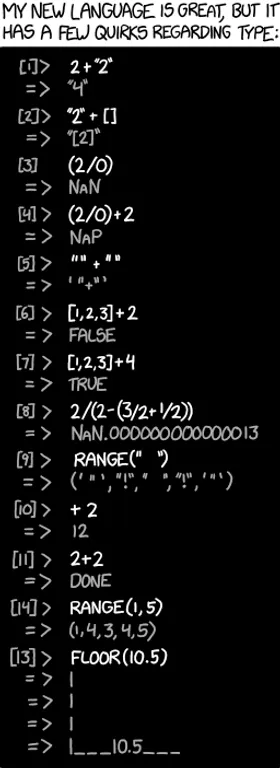 MY NEW LANGUAGE IS GREAT, BUT IT
HAS A FEW QUIRKS REGARDING TYPE:
[1]> 2+"2"
=> "4"
[2]> "2" + []
=> "[2]"
[3] (2/0)
=> NAN
[4]> (2/0)+2
=> NAP
[5]> "" + ""
=> ' "+" '
[6]> [1,2,3]+2
=> FALSE
[7]> [1,2,3]+4
=> TRUE
[8]> 2/(2-(3/2+1/2))
=> NAN.000000000000013
[9]> RANGE(" ")
=> (' " ',"!"," ","!",' " ')
[10]> + 2
=> 12
[11]> 2+2
=> DONE
[14]> RANGE(1,5)
=> (1,4,3,4,5)
[13]> FLOOR(10.5)
=> |
=> |
=> |
=> |___10.5___